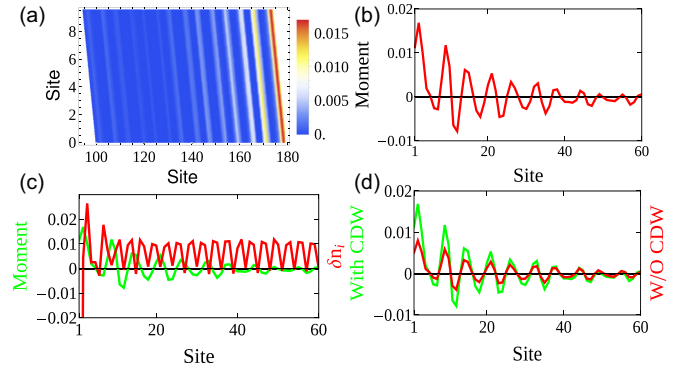 (a)
Site
8
6
4
2
0
100
120
140
160
180
Site
0.015
0.010
0.005
0.
(b)
Moment
0.02
0.01
0
−0.01
1
20
40
60
Site
(c)
Moment
0.02
0.01
0
−0.01
−0.02
1
20
40
60
Site
δn_i
(d)
With CDW
0.02
0.01
0
−0.01
1
20
40
60
Site
W/O CDW